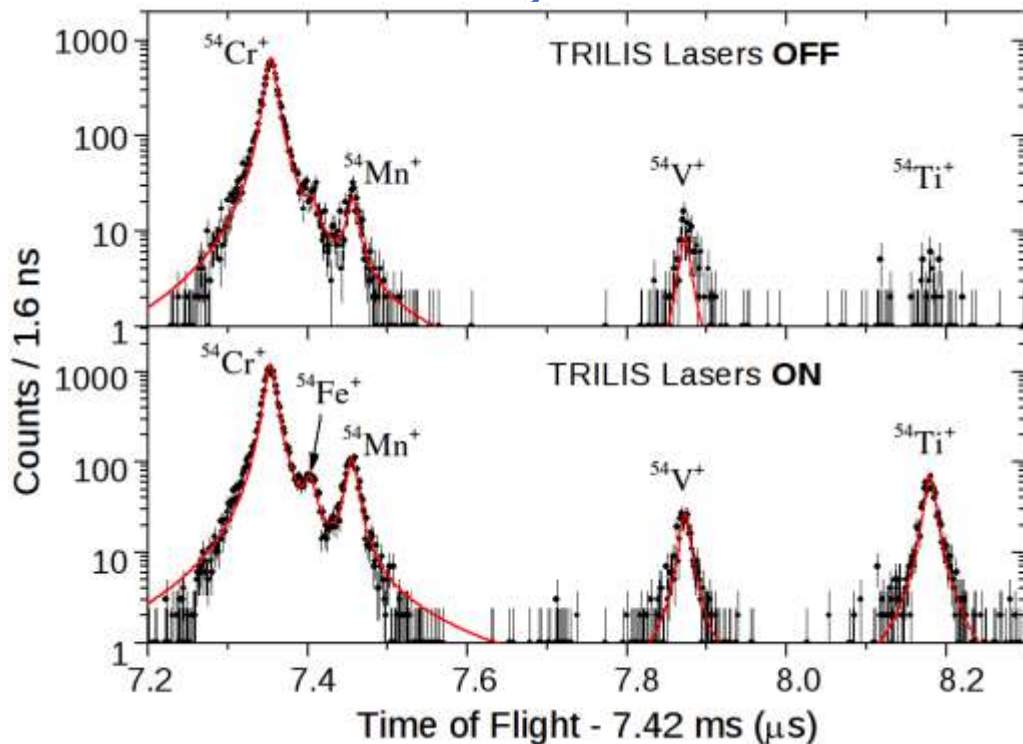 1000
100
10
1
⁵⁴Cr⁺
TRILIS Lasers OFF
⁵⁴Mn⁺
⁵⁴V⁺
⁵⁴Ti⁺
Counts / 1.6 ns
1000
100
10
1
⁵⁴Cr⁺
TRILIS Lasers ON
⁵⁴Fe⁺
⁵⁴Mn⁺
⁵⁴V⁺
⁵⁴Ti⁺
7.2 7.4 7.6 7.8 8.0 8.2
Time of Flight - 7.42 ms (μs)